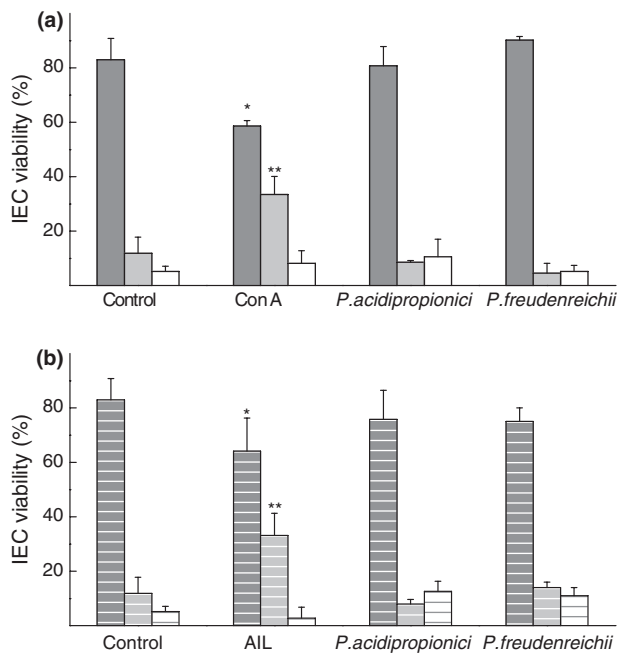 (a)
80
60
40
20
IEC viability (%)
*
**
Control
Con A
P.acidipropionici
P.freudenreichii
(b)
80
60
40
20
IEC viability (%)
*
**
Control
AIL
P.acidipropionici
P.freudenreichii